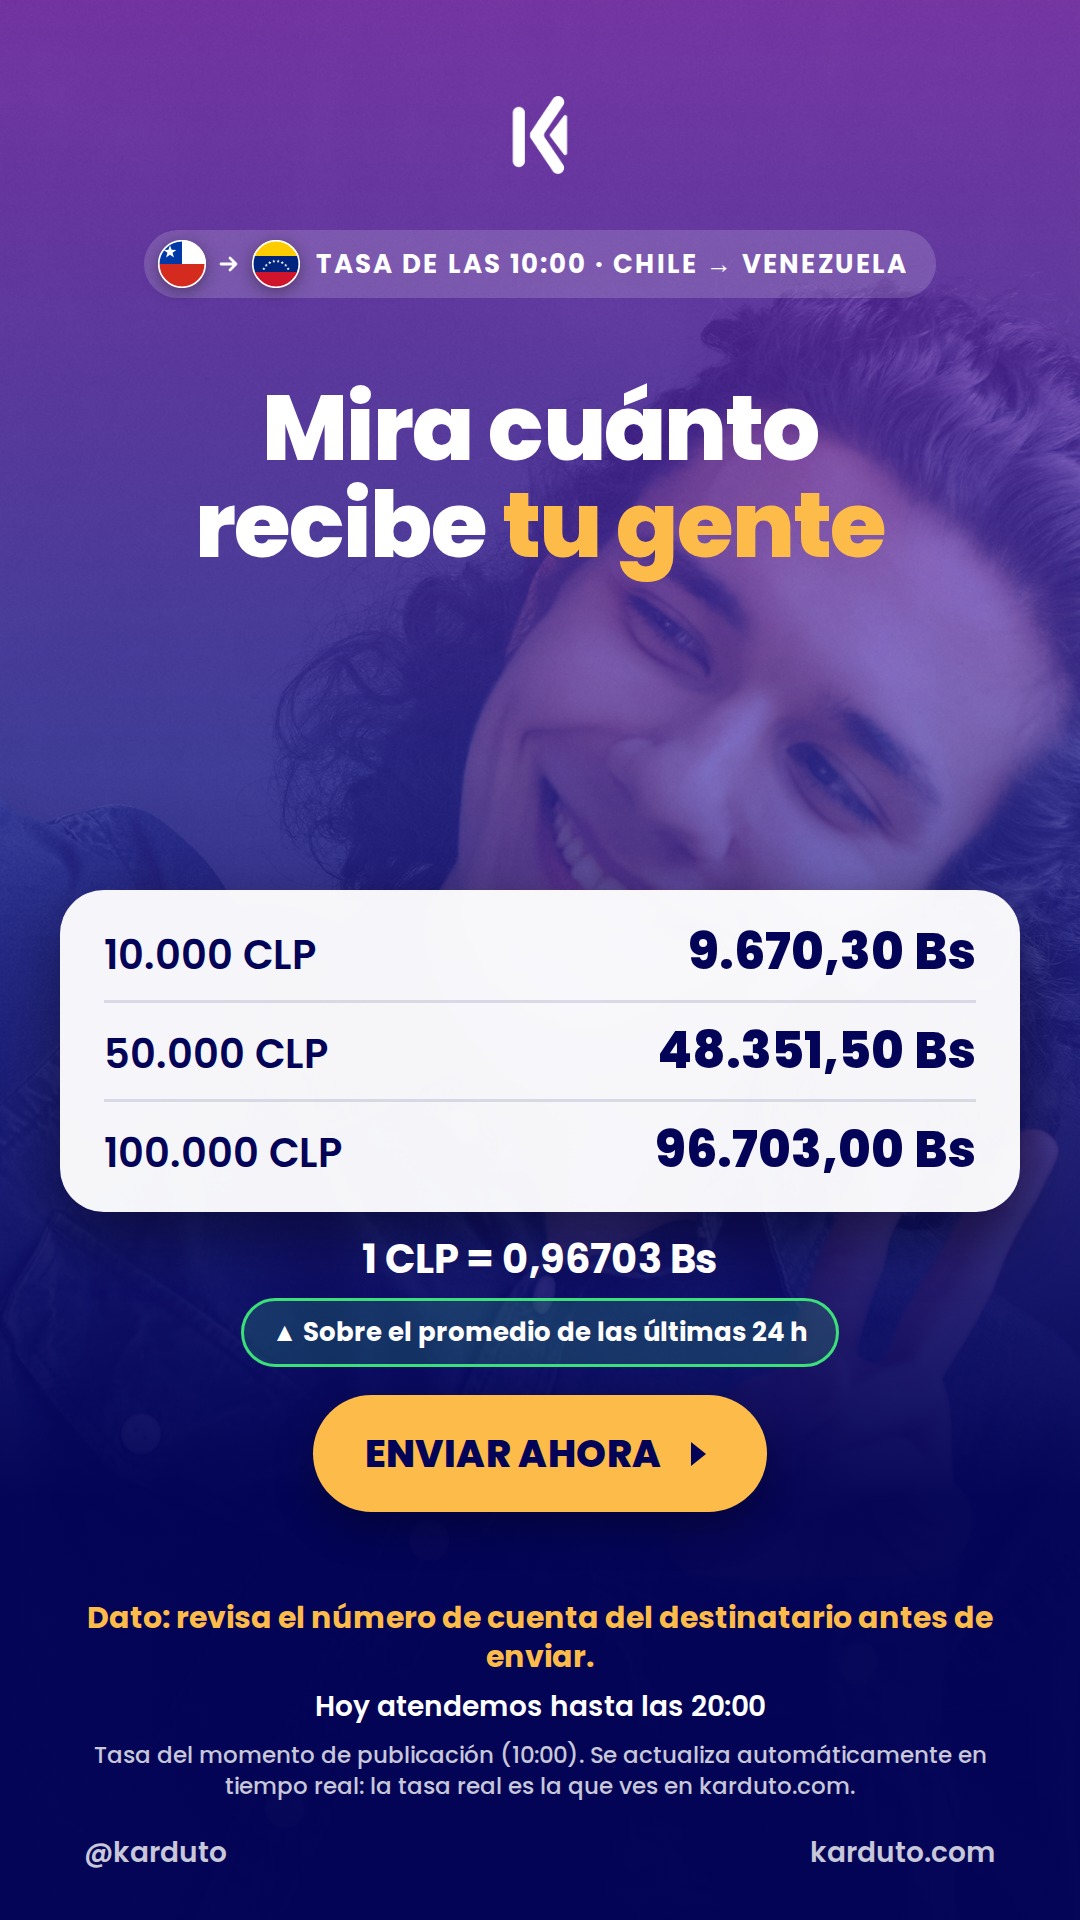 TASA DE LAS 10:00 · CHILE → VENEZUELA
Mira cuánto
recibe tu gente
10.000 CLP 9.670,30 Bs
50.000 CLP 48.351,50 Bs
100.000 CLP 96.703,00 Bs
1 CLP = 0,96703 Bs
▲ Sobre el promedio de las últimas 24 h
ENVIAR AHORA
Dato: revisa el número de cuenta del destinatario antes de
enviar.
Hoy atendemos hasta las 20:00
Tasa del momento de publicación (10:00). Se actualiza automáticamente en
tiempo real: la tasa real es la que ves en karduto.com.
@karduto karduto.com